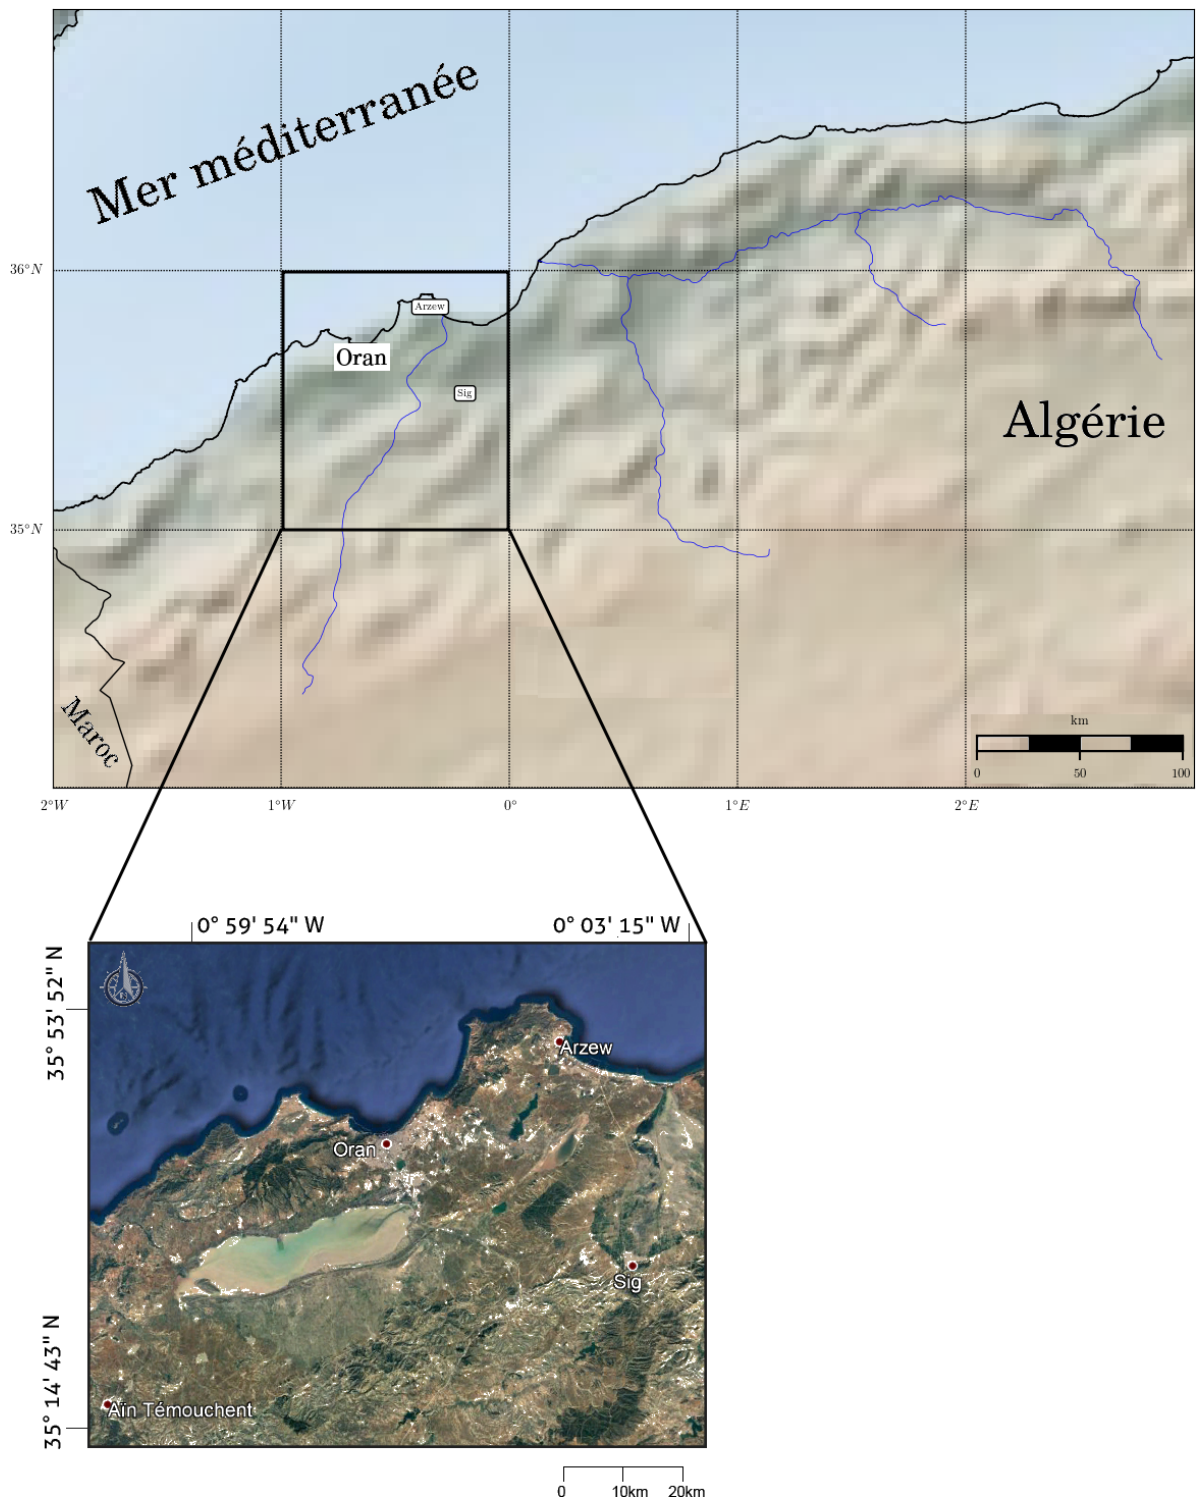 Mer méditerranée
36°N
Arzew
Oran
Sig
Algérie
35°N
Maroc
km
0 50 100
2°W 1°W 0° 1°E 2°E
0° 59' 54" W 0° 03' 15" W
35° 53' 52" N
Arzew
Oran
Sig
35° 14' 43" N
Aïn Témouchent
0 10km 20km